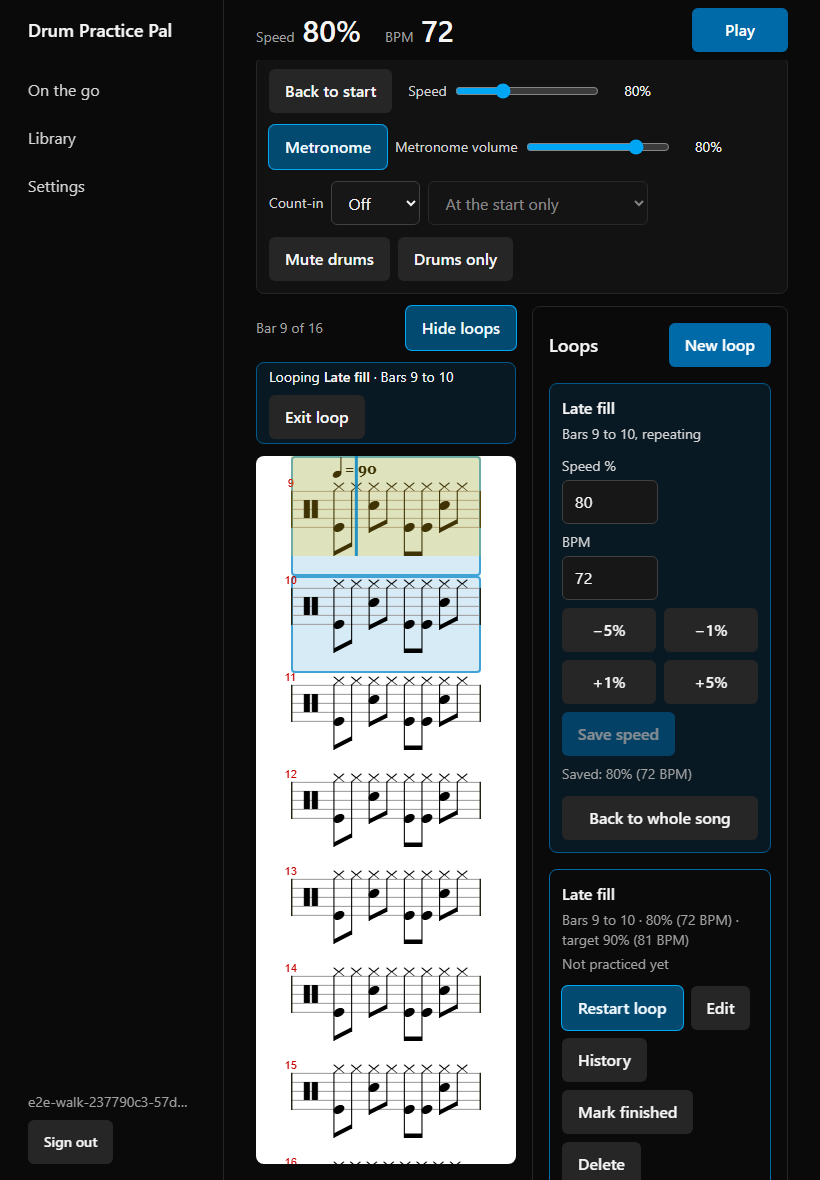 Drum Practice Pal
On the go
Library
Settings
e2e-walk-237790c3-57d...
Sign out
Speed 80% BPM 72
Play
Back to start
Speed
80%
Metronome
Metronome volume
80%
Count-in
Off
At the start only
Mute drums
Drums only
Bar 9 of 16
Hide loops
Looping Late fill · Bars 9 to 10
Exit loop
= 90
9
10
11
12
13
14
15
16
Loops
New loop
Late fill
Bars 9 to 10, repeating
Speed %
80
BPM
72
−5%
−1%
+1%
+5%
Save speed
Saved: 80% (72 BPM)
Back to whole song
Late fill
Bars 9 to 10 · 80% (72 BPM) ·
target 90% (81 BPM)
Not practiced yet
Restart loop
Edit
History
Mark finished
Delete